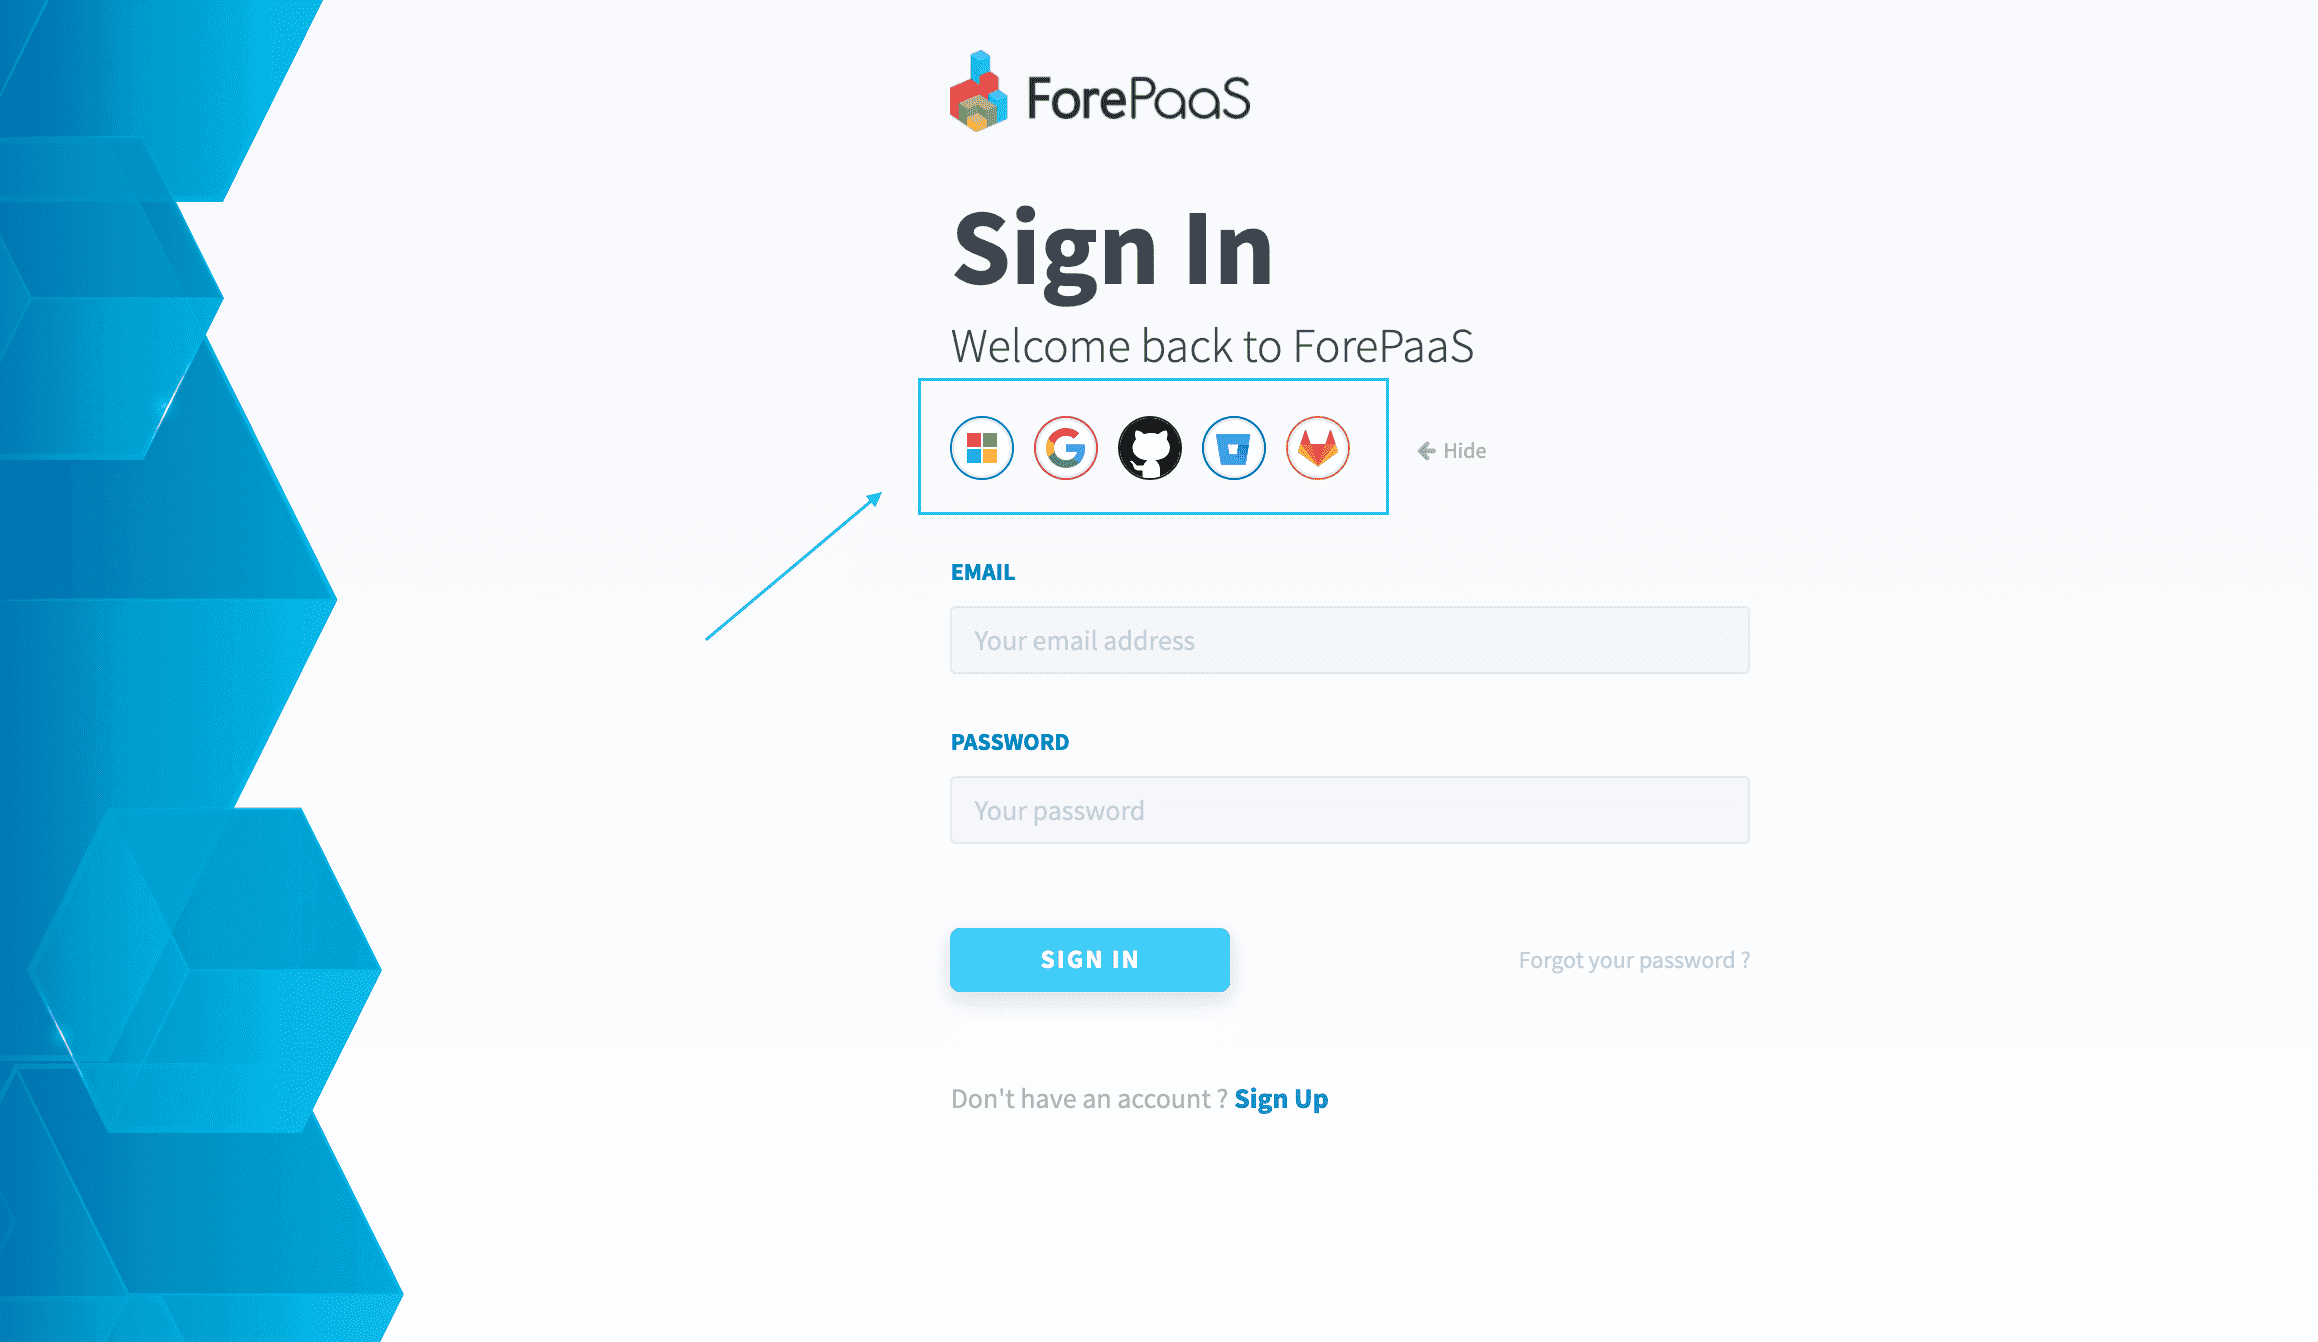 ForePaaS
Sign In
Welcome back to ForePaaS
Hide
EMAIL
Your email address
PASSWORD
Your password
SIGN IN
Forgot your password ?
Don't have an account ? Sign Up